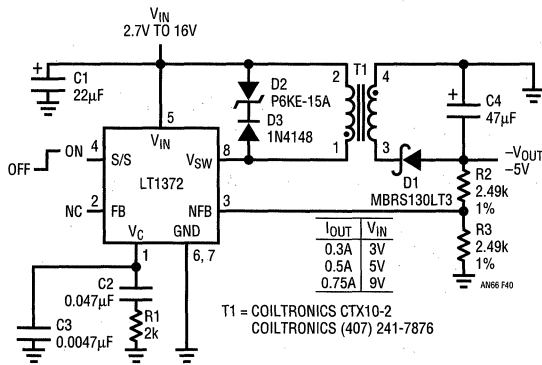 VIN
2.7V TO 16V
C1
22µF
D2
P6KE-15A
D3
1N4148
T1
2
4
1
3
C4
47µF
5
VIN
ON
OFF
4
S/S
VSW
8
LT1372
NC
2
FB
NFB
3
VC
GND
1
6, 7
D1
MBRS130LT3
–VOUT
–5V
R2
2.49k
1%
R3
2.49k
1%
C2
0.047µF
R1
2k
C3
0.0047µF
IOUT VIN
0.3A 3V
0.5A 5V
0.75A 9V
AN66 F40
T1 = COILTRONICS CTX10-2
COILTRONICS (407) 241-7876